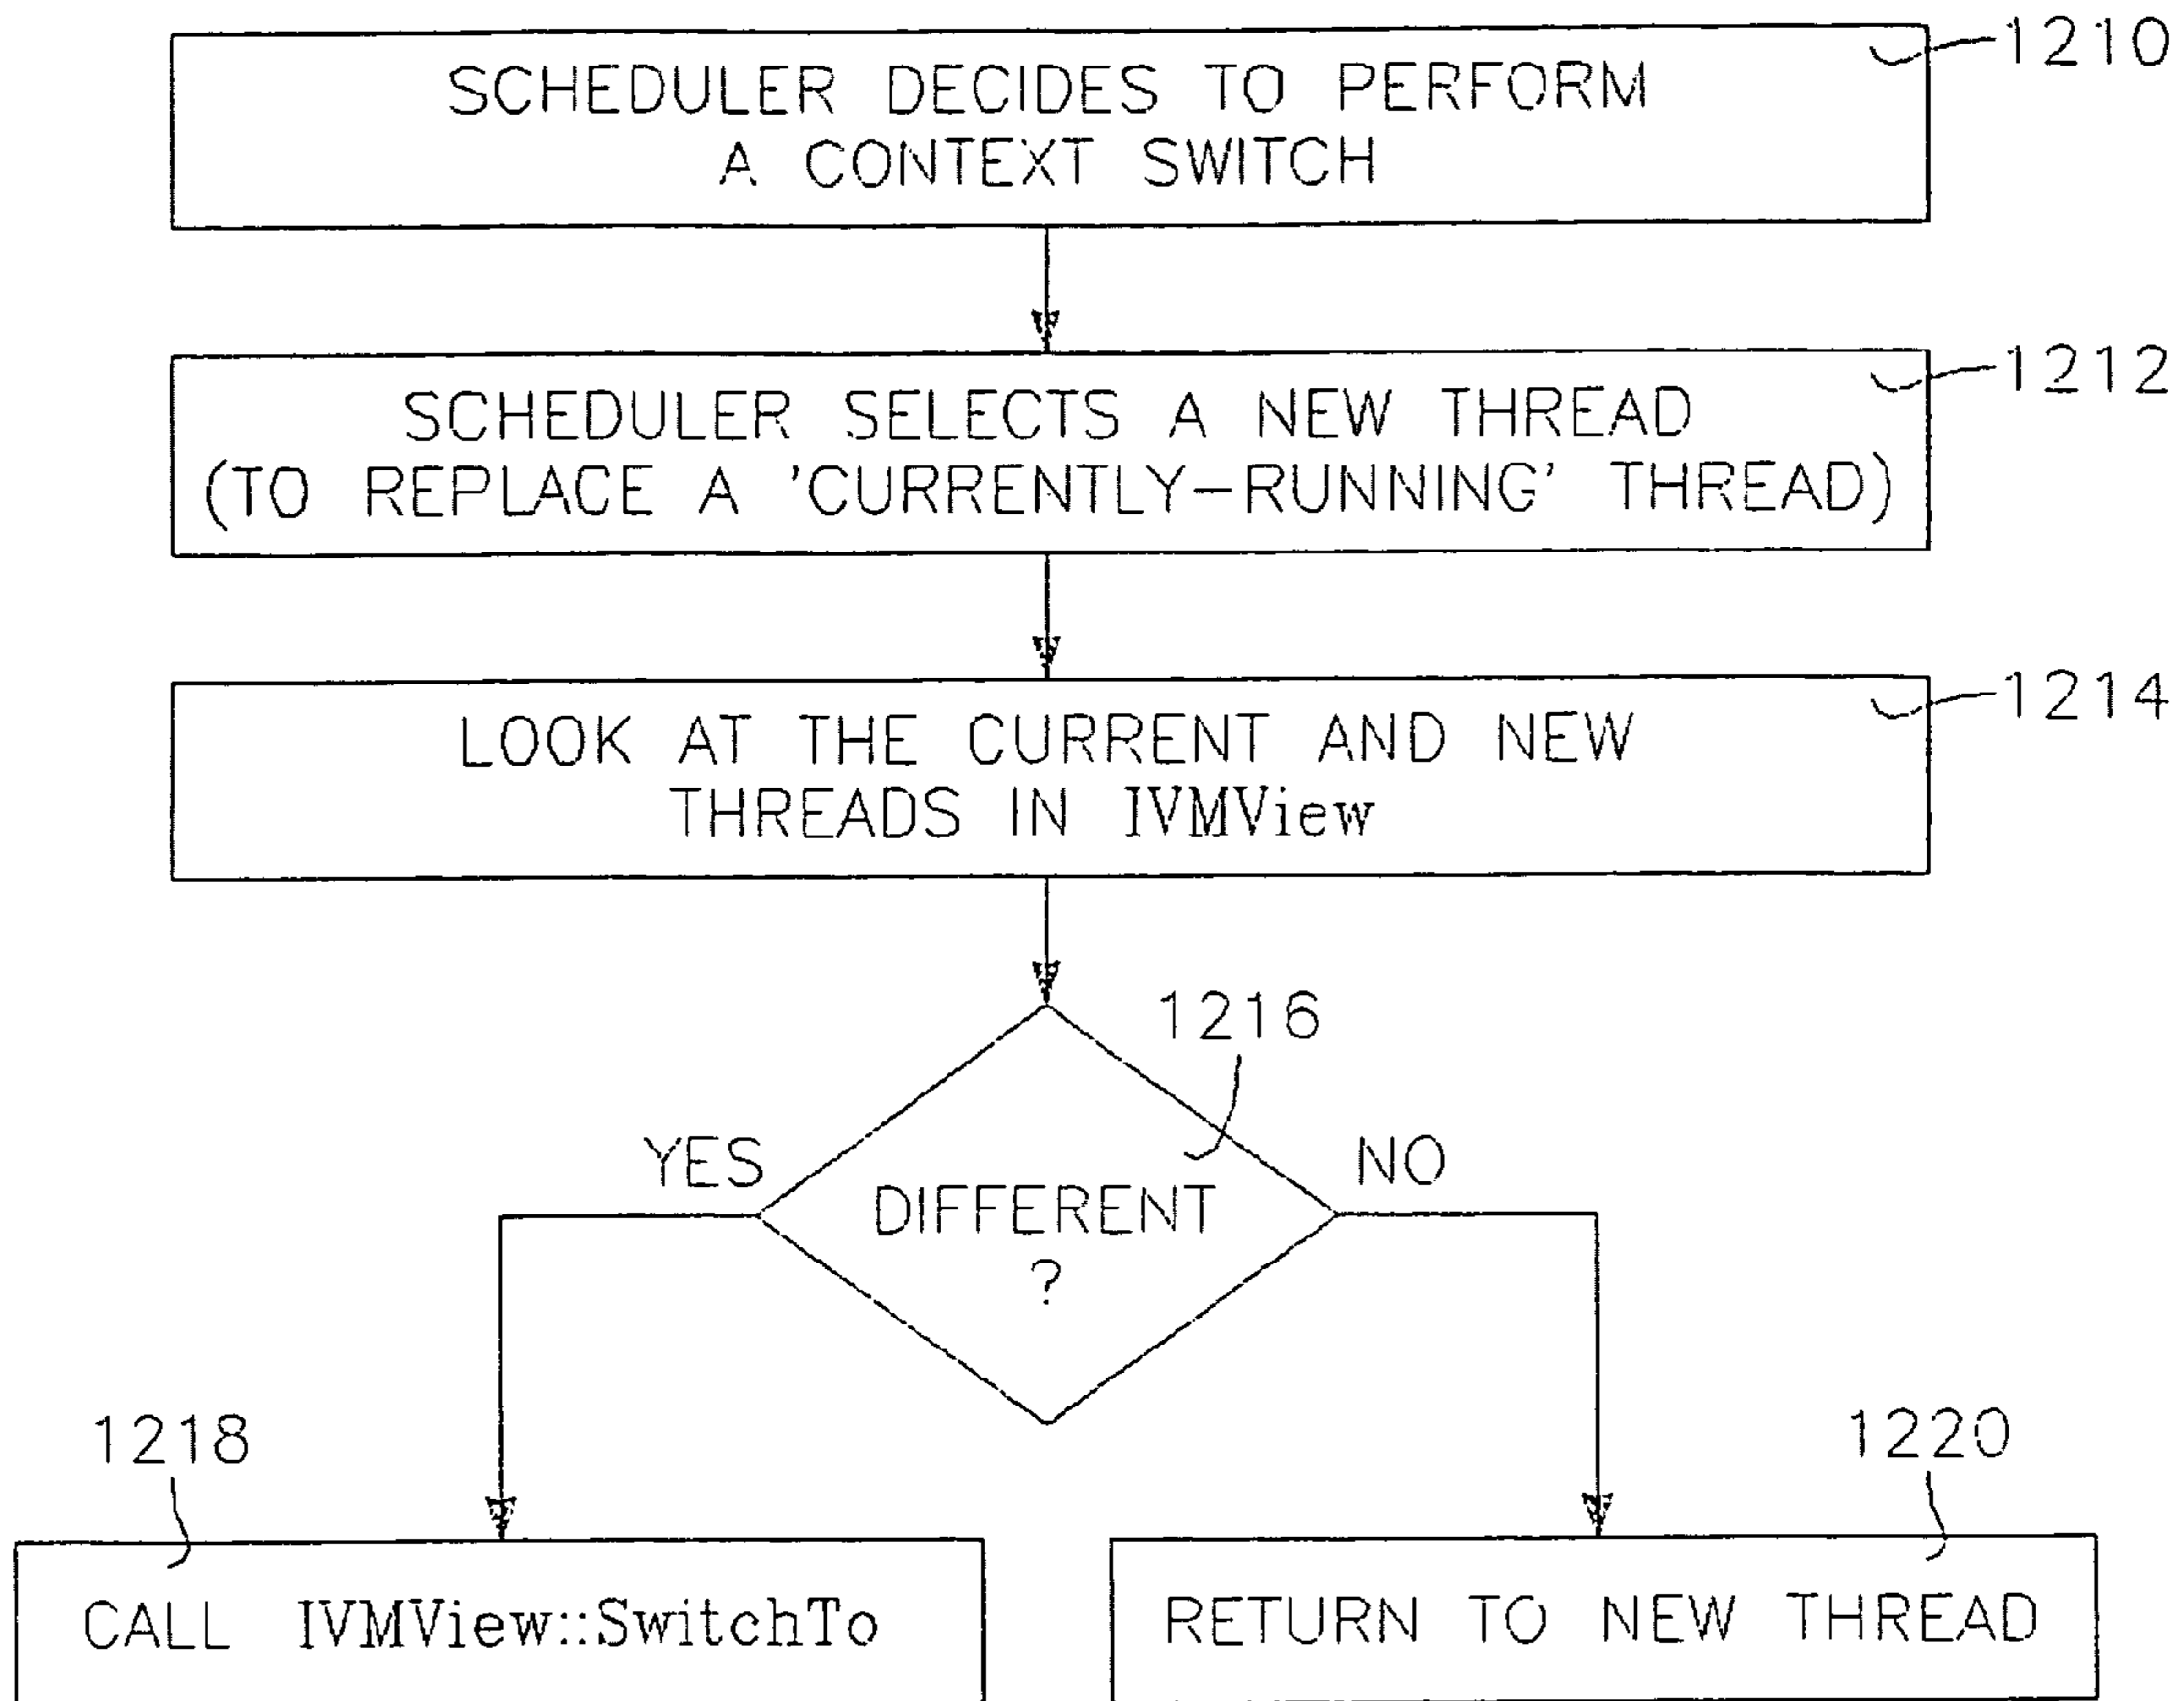 1210
SCHEDULER DECIDES TO PERFORM
A CONTEXT SWITCH
1212
SCHEDULER SELECTS A NEW THREAD
(TO REPLACE A 'CURRENTLY-RUNNING' THREAD)
1214
LOOK AT THE CURRENT AND NEW
THREADS IN IVMView
1216
YES
NO
DIFFERENT
?
1218
1220
CALL IVMView::SwitchTo
RETURN TO NEW THREAD